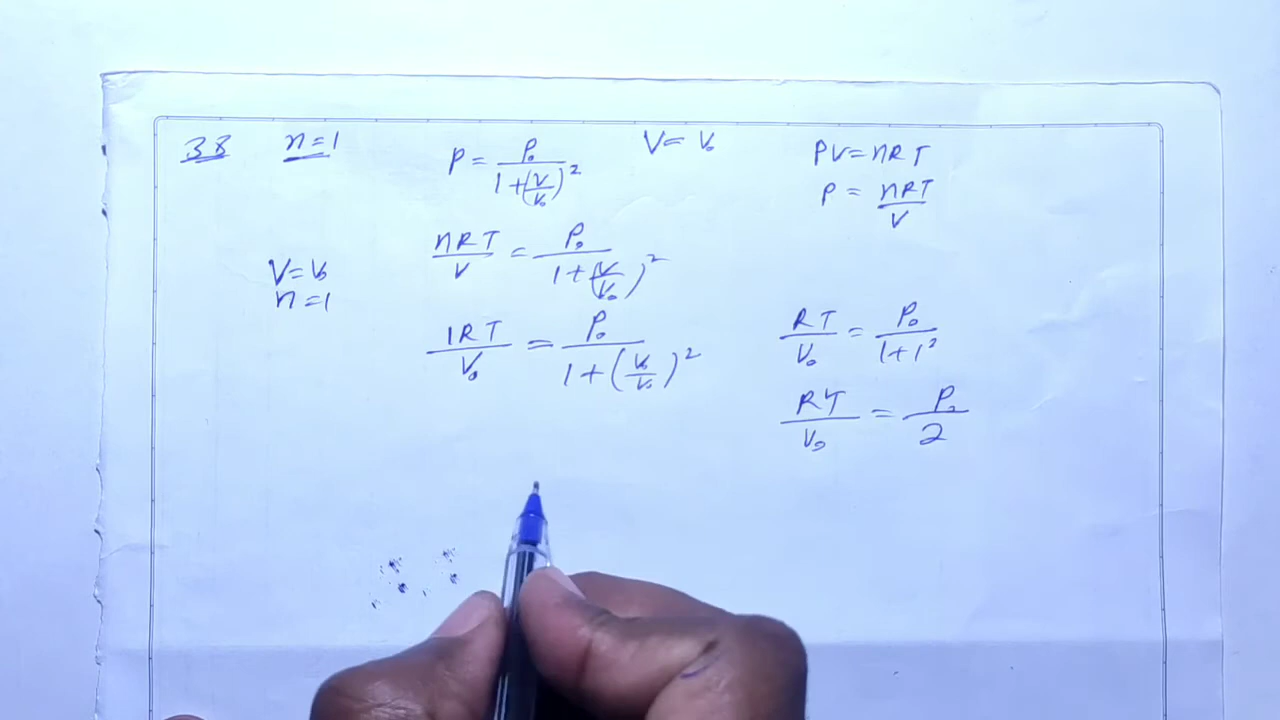 38 n=1
P = P₀/(1+(V/V₀)²)
V = V₀
PV = nRT
P = nRT/V
nRT/V = P₀/(1+(V/V₀)²)
V = V₀
n = 1
1RT/V₀ = P₀/(1+(V₀/V₀)²)
RT/V₀ = P₀/(1+1²)
RT/V₀ = P₀/2